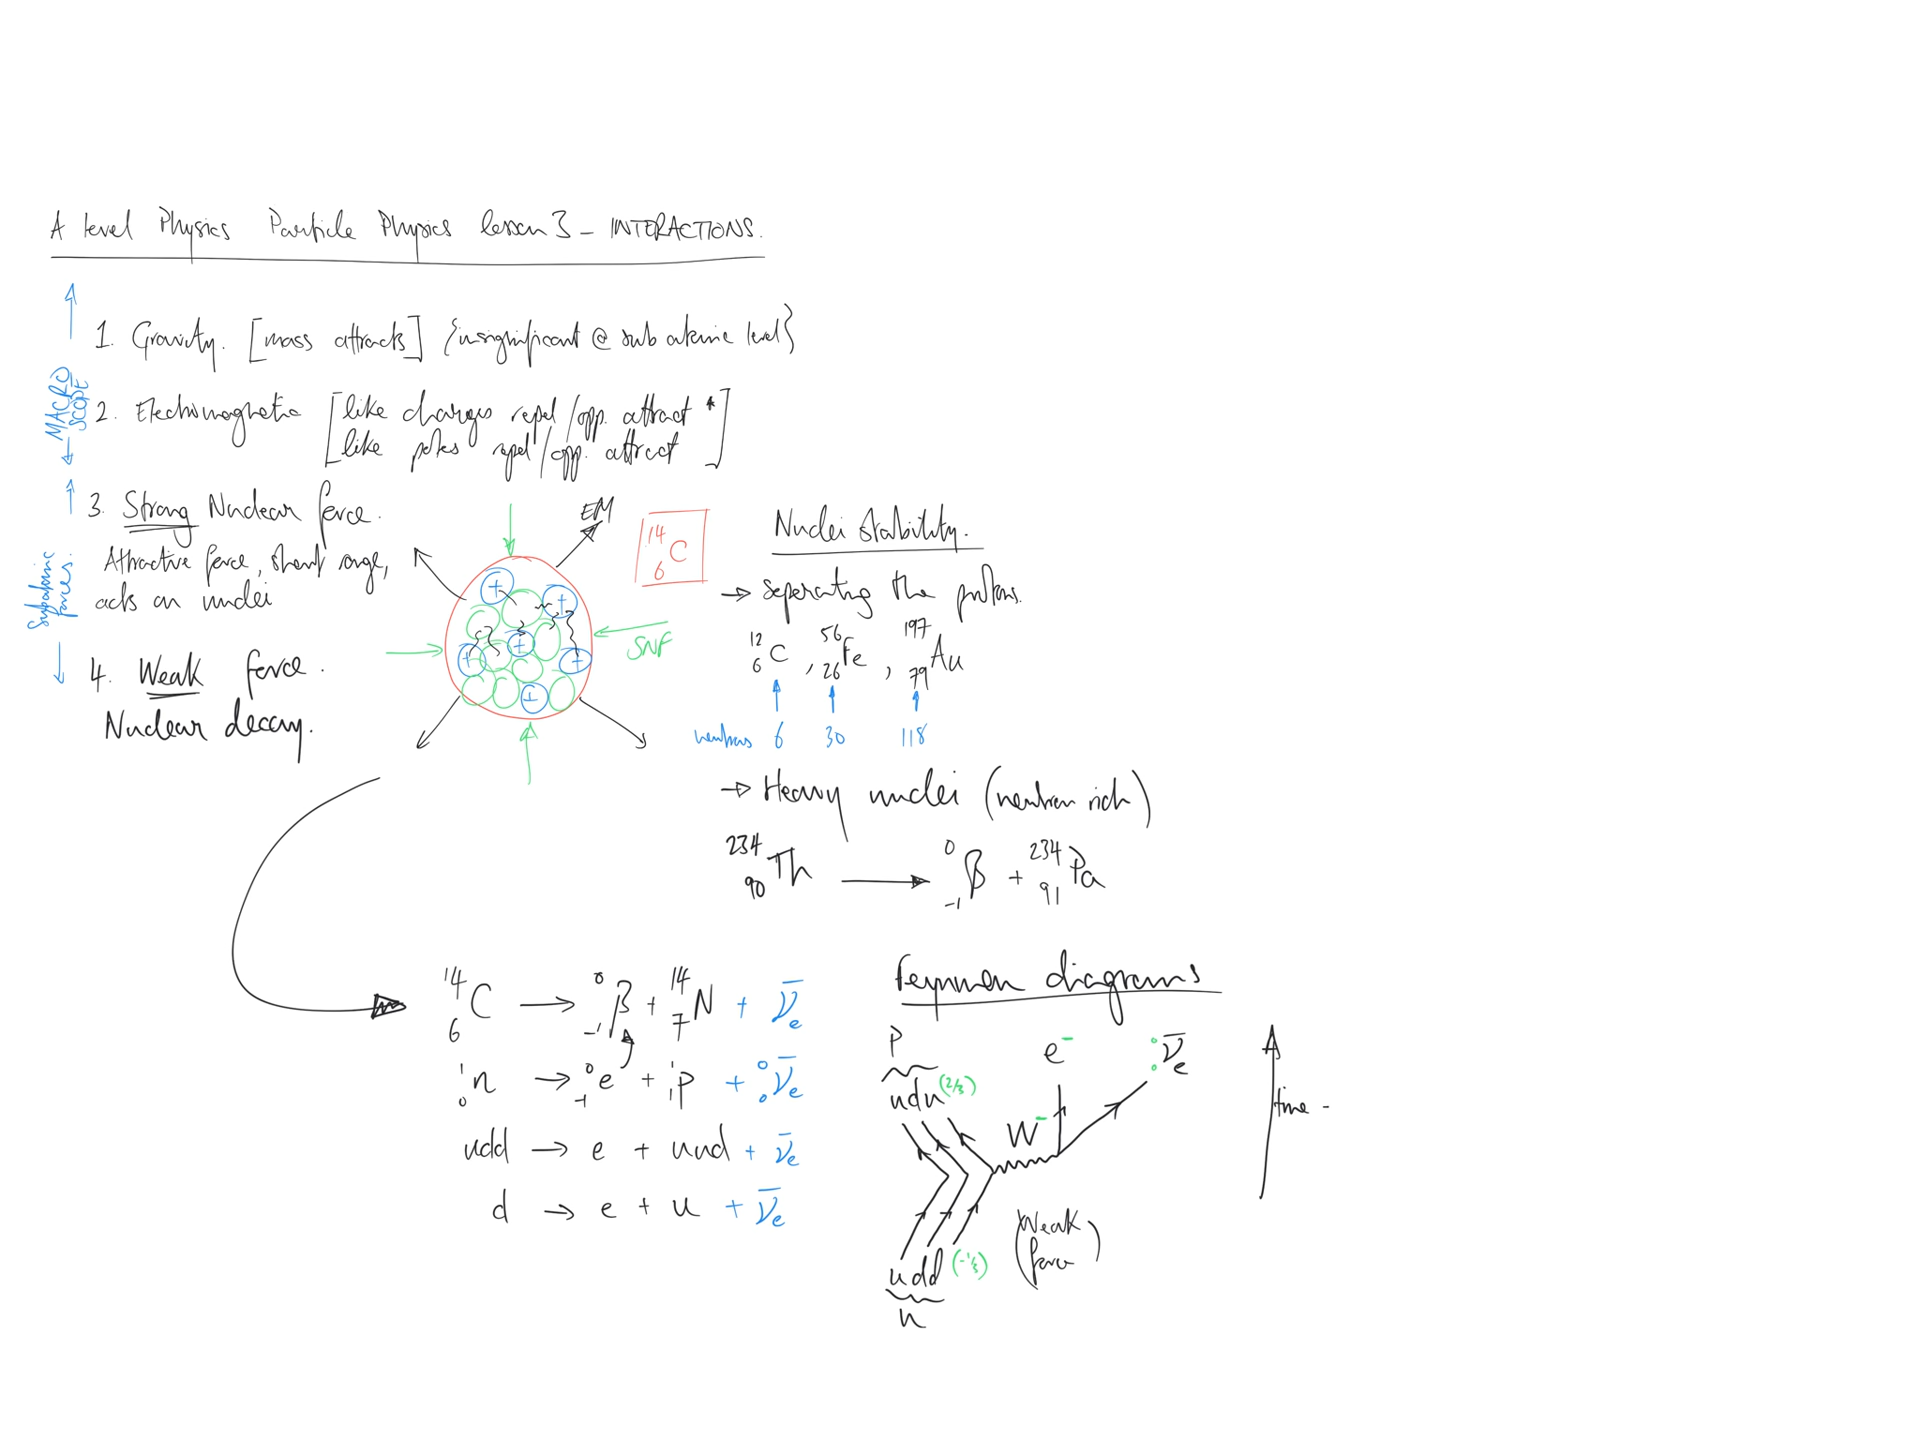 A level Physics Particle Physics lesson 3 - INTERACTIONS.
1. Gravity. [mass attracts] {insignificant @ sub atomic level}
MACRO
SCOPE
2. Electromagnetic [like charges repel / opp. attract *
like poles repel / opp. attract ]
3. Strong Nuclear force.
Attractive force, short range,
acts on nuclei
Subatomic
forces.
4. Weak force.
Nuclear decay.
EM
SNF
+
+
+
+
+
+
14
6 C
Nuclei stability.
→ Seperating the protons.
12 6 C , 56 26 Fe , 197 79 Au
neutrons 6 30 118
→ Heavy nuclei (neutron rich)
234 90 Th → 0 -1 β + 234 91 Pa
14 6 C → 0 -1 β + 14 7 N + ν̄e
1 0 n → 0 -1 e + 1 1 p + 0 0 ν̄e
udd → e + uud + ν̄e
d → e + u + ν̄e
Feynman diagrams
p
udu (2/3)
e-
0 0 ν̄e
W-
time -
(Weak
force)
udd (-1/3)
n